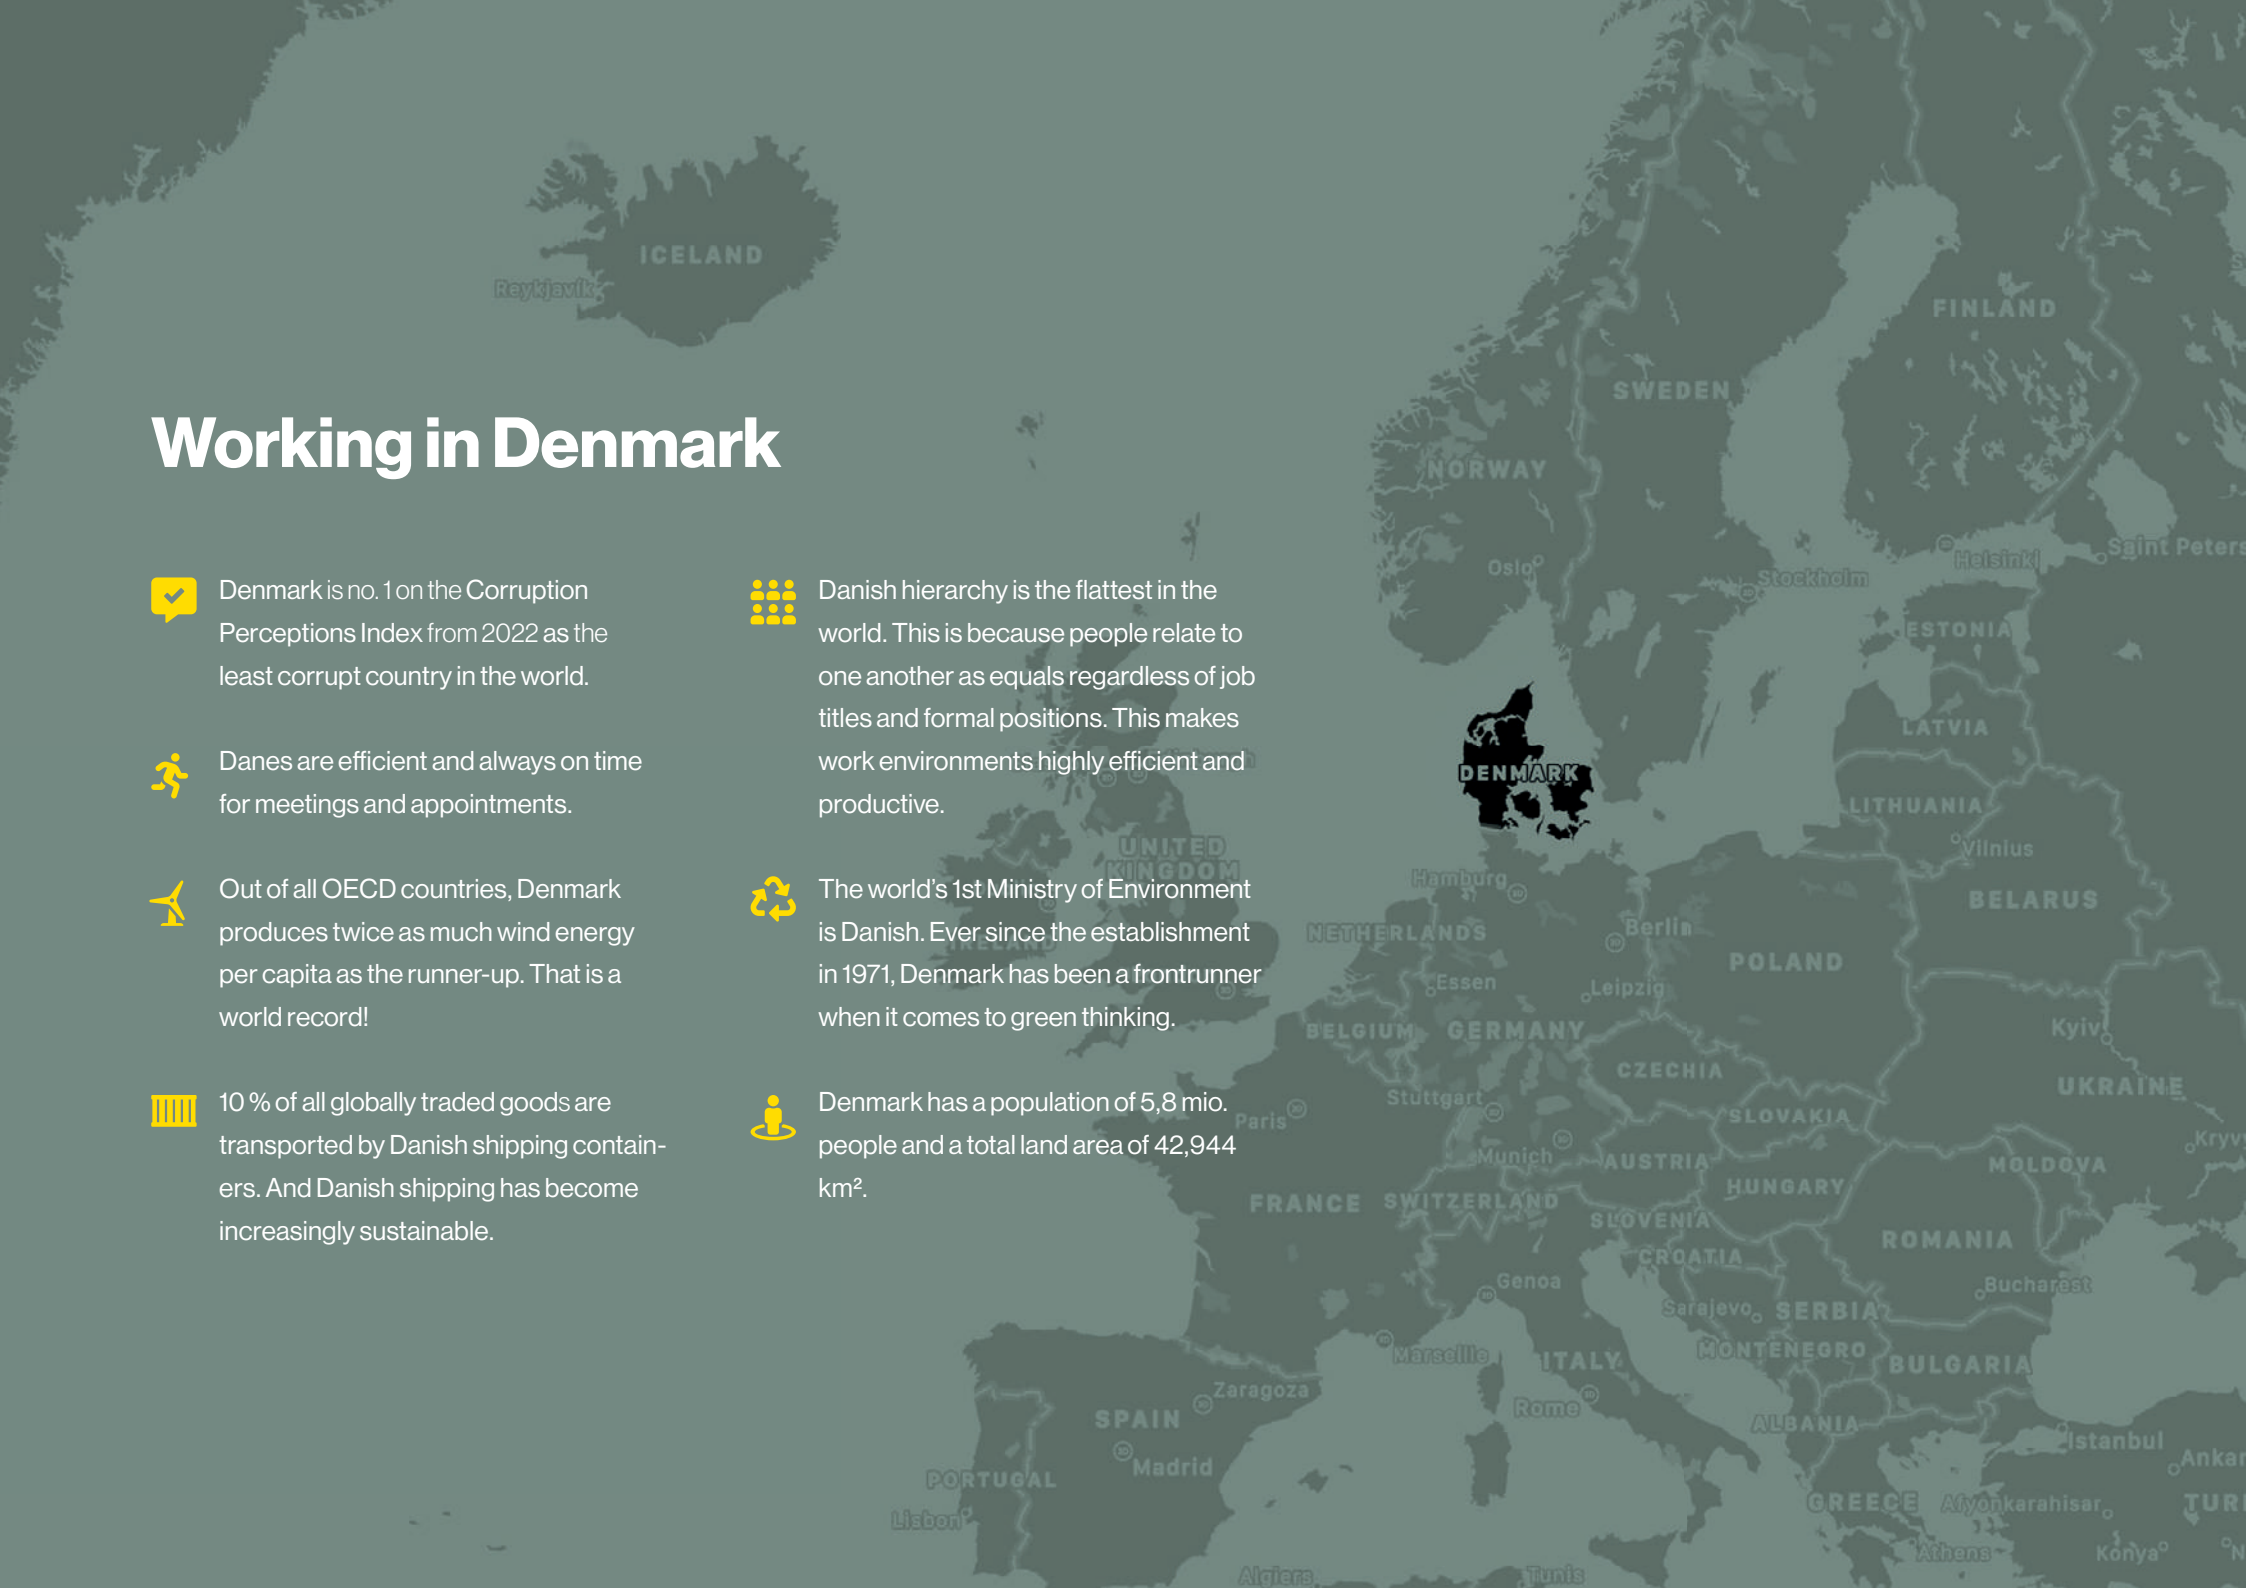 Working in Denmark
Denmark is no. 1 on the Corruption
Perceptions Index from 2022 as the
least corrupt country in the world.
Danes are efficient and always on time
for meetings and appointments.
Out of all OECD countries, Denmark
produces twice as much wind energy
per capita as the runner-up. That is a
world record!
10 % of all globally traded goods are
transported by Danish shipping contain-
ers. And Danish shipping has become
increasingly sustainable.
Danish hierarchy is the flattest in the
world. This is because people relate to
one another as equals regardless of job
titles and formal positions. This makes
work environments highly efficient and
productive.
The world's 1st Ministry of Environment
is Danish. Ever since the establishment
in 1971, Denmark has been a frontrunner
when it comes to green thinking.
Denmark has a population of 5,8 mio.
people and a total land area of 42,944
km².
ICELAND
Reykjavík
FINLAND
SWEDEN
NORWAY
Oslo
Helsinki
Saint Peters
Stockholm
ESTONIA
LATVIA
DENMARK
LITHUANIA
Vilnius
UNITED
KINGDOM
IRELAND
Hamburg
BELARUS
NETHERLANDS
Berlin
POLAND
Essen
Leipzig
BELGIUM
GERMANY
Kyiv
CZECHIA
UKRAINE
Stuttgart
Paris
SLOVAKIA
Kryvy
Munich
AUSTRIA
MOLDOVA
HUNGARY
FRANCE
SWITZERLAND
SLOVENIA
ROMANIA
CROATIA
Genoa
Bucharest
Sarajevo
SERBIA
Marseille
ITALY
MONTENEGRO
BULGARIA
Zaragoza
Rome
SPAIN
ALBANIA
Istanbul
Madrid
Ankar
PORTUGAL
Lisbon
GREECE
Afyonkarahisar
TUR
Athens
Konya
Algiers
Tunis